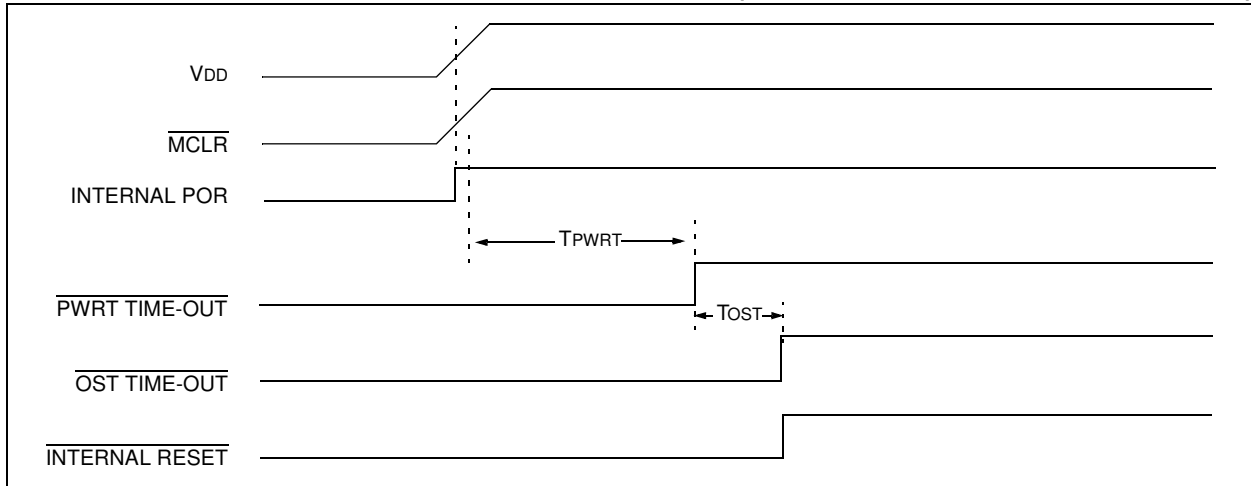 VDD
MCLR
INTERNAL POR
TPWRT
PWRT TIME-OUT
TOST
OST TIME-OUT
INTERNAL RESET